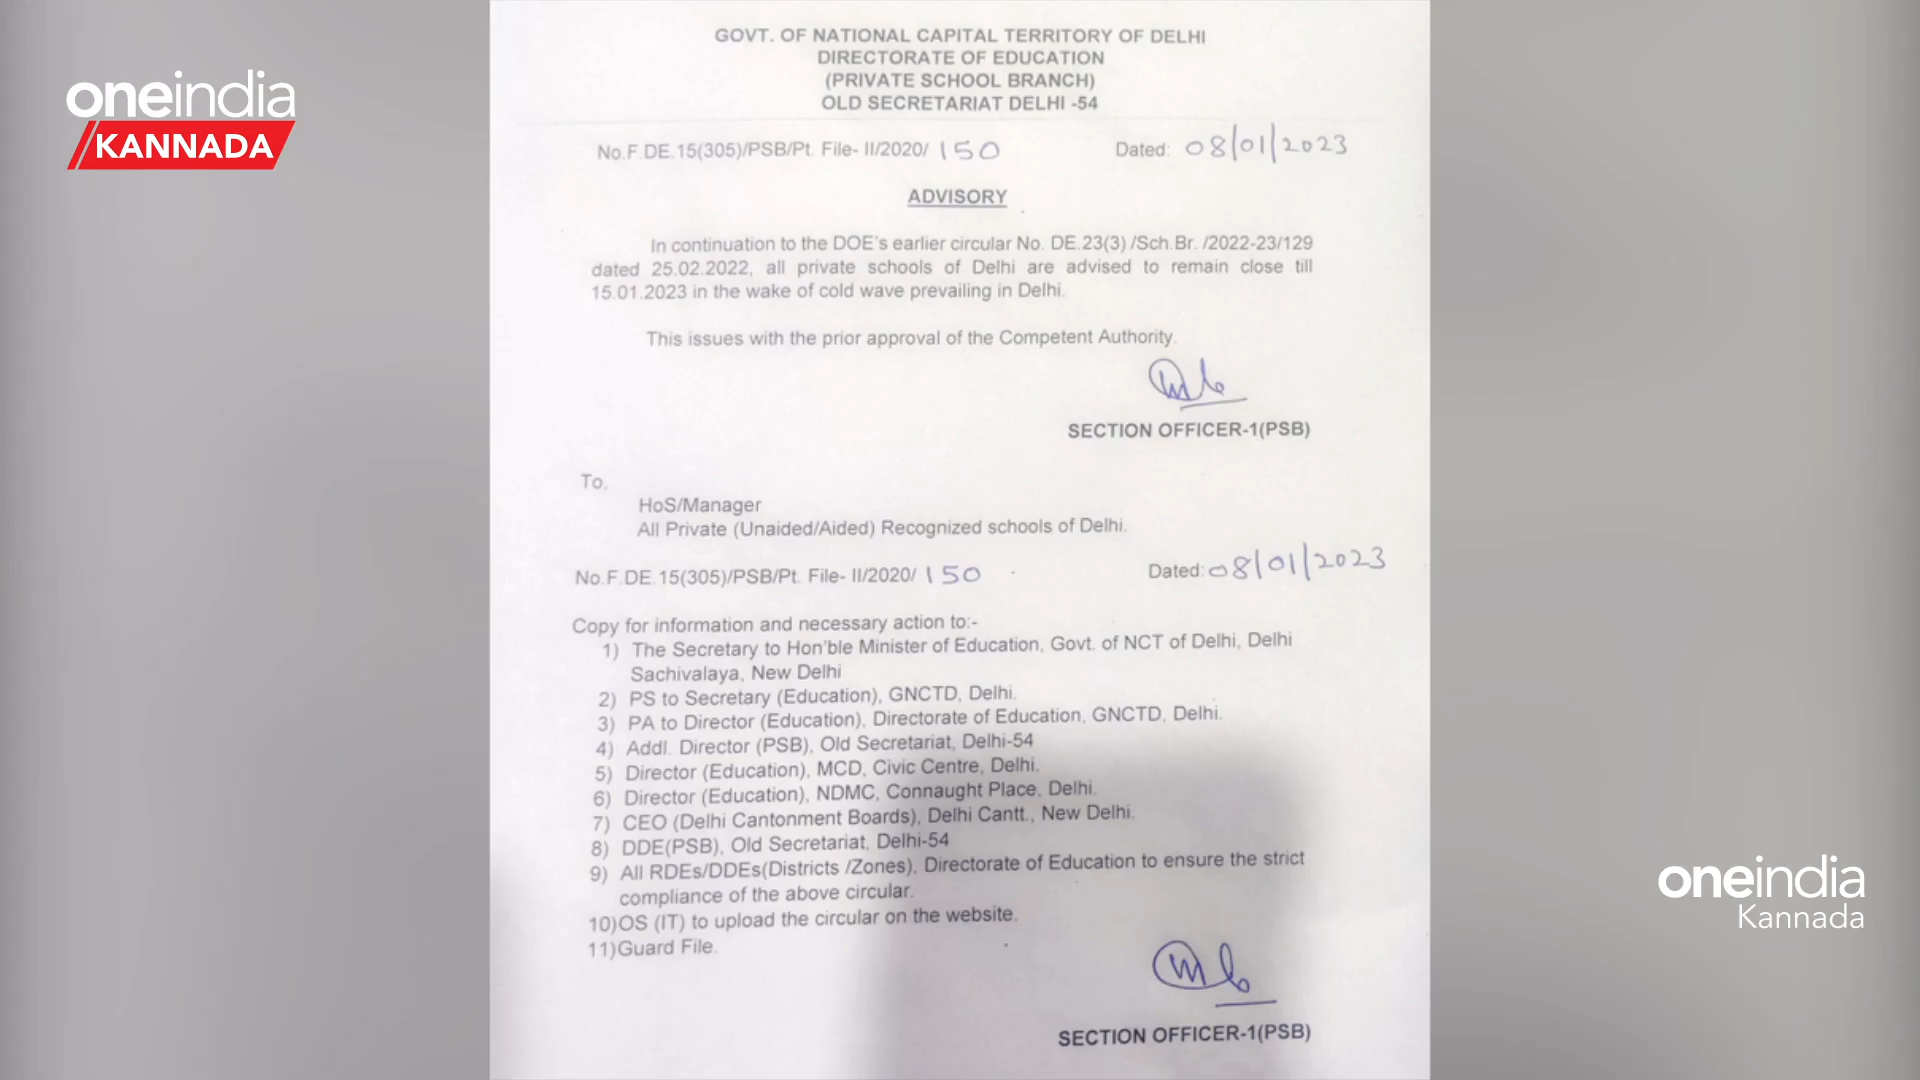 oneindia
KANNADA
GOVT. OF NATIONAL CAPITAL TERRITORY OF DELHI
DIRECTORATE OF EDUCATION
(PRIVATE SCHOOL BRANCH)
OLD SECRETARIAT DELHI -54
No.F.DE.15(305)/PSB/Pt. File- II/2020/ 150 Dated: 08/01/2023
ADVISORY
In continuation to the DOE's earlier circular No. DE.23(3) /Sch.Br. /2022-23/129
dated 25.02.2022, all private schools of Delhi are advised to remain close till
15.01.2023 in the wake of cold wave prevailing in Delhi.
This issues with the prior approval of the Competent Authority.
SECTION OFFICER-1(PSB)
To,
HoS/Manager
All Private (Unaided/Aided) Recognized schools of Delhi.
No.F.DE.15(305)/PSB/Pt. File- II/2020/ 150 Dated: 08/01/2023
Copy for information and necessary action to:-
1) The Secretary to Hon'ble Minister of Education, Govt. of NCT of Delhi, Delhi
Sachivalaya, New Delhi
2) PS to Secretary (Education), GNCTD, Delhi.
3) PA to Director (Education), Directorate of Education, GNCTD, Delhi.
4) Addl. Director (PSB), Old Secretariat, Delhi-54
5) Director (Education), MCD, Civic Centre, Delhi.
6) Director (Education), NDMC, Connaught Place, Delhi.
7) CEO (Delhi Cantonment Boards), Delhi Cantt., New Delhi.
8) DDE(PSB), Old Secretariat, Delhi-54
9) All RDEs/DDEs(Districts /Zones), Directorate of Education to ensure the strict
compliance of the above circular.
10)OS (IT) to upload the circular on the website.
11)Guard File.
SECTION OFFICER-1(PSB)
oneindia
Kannada